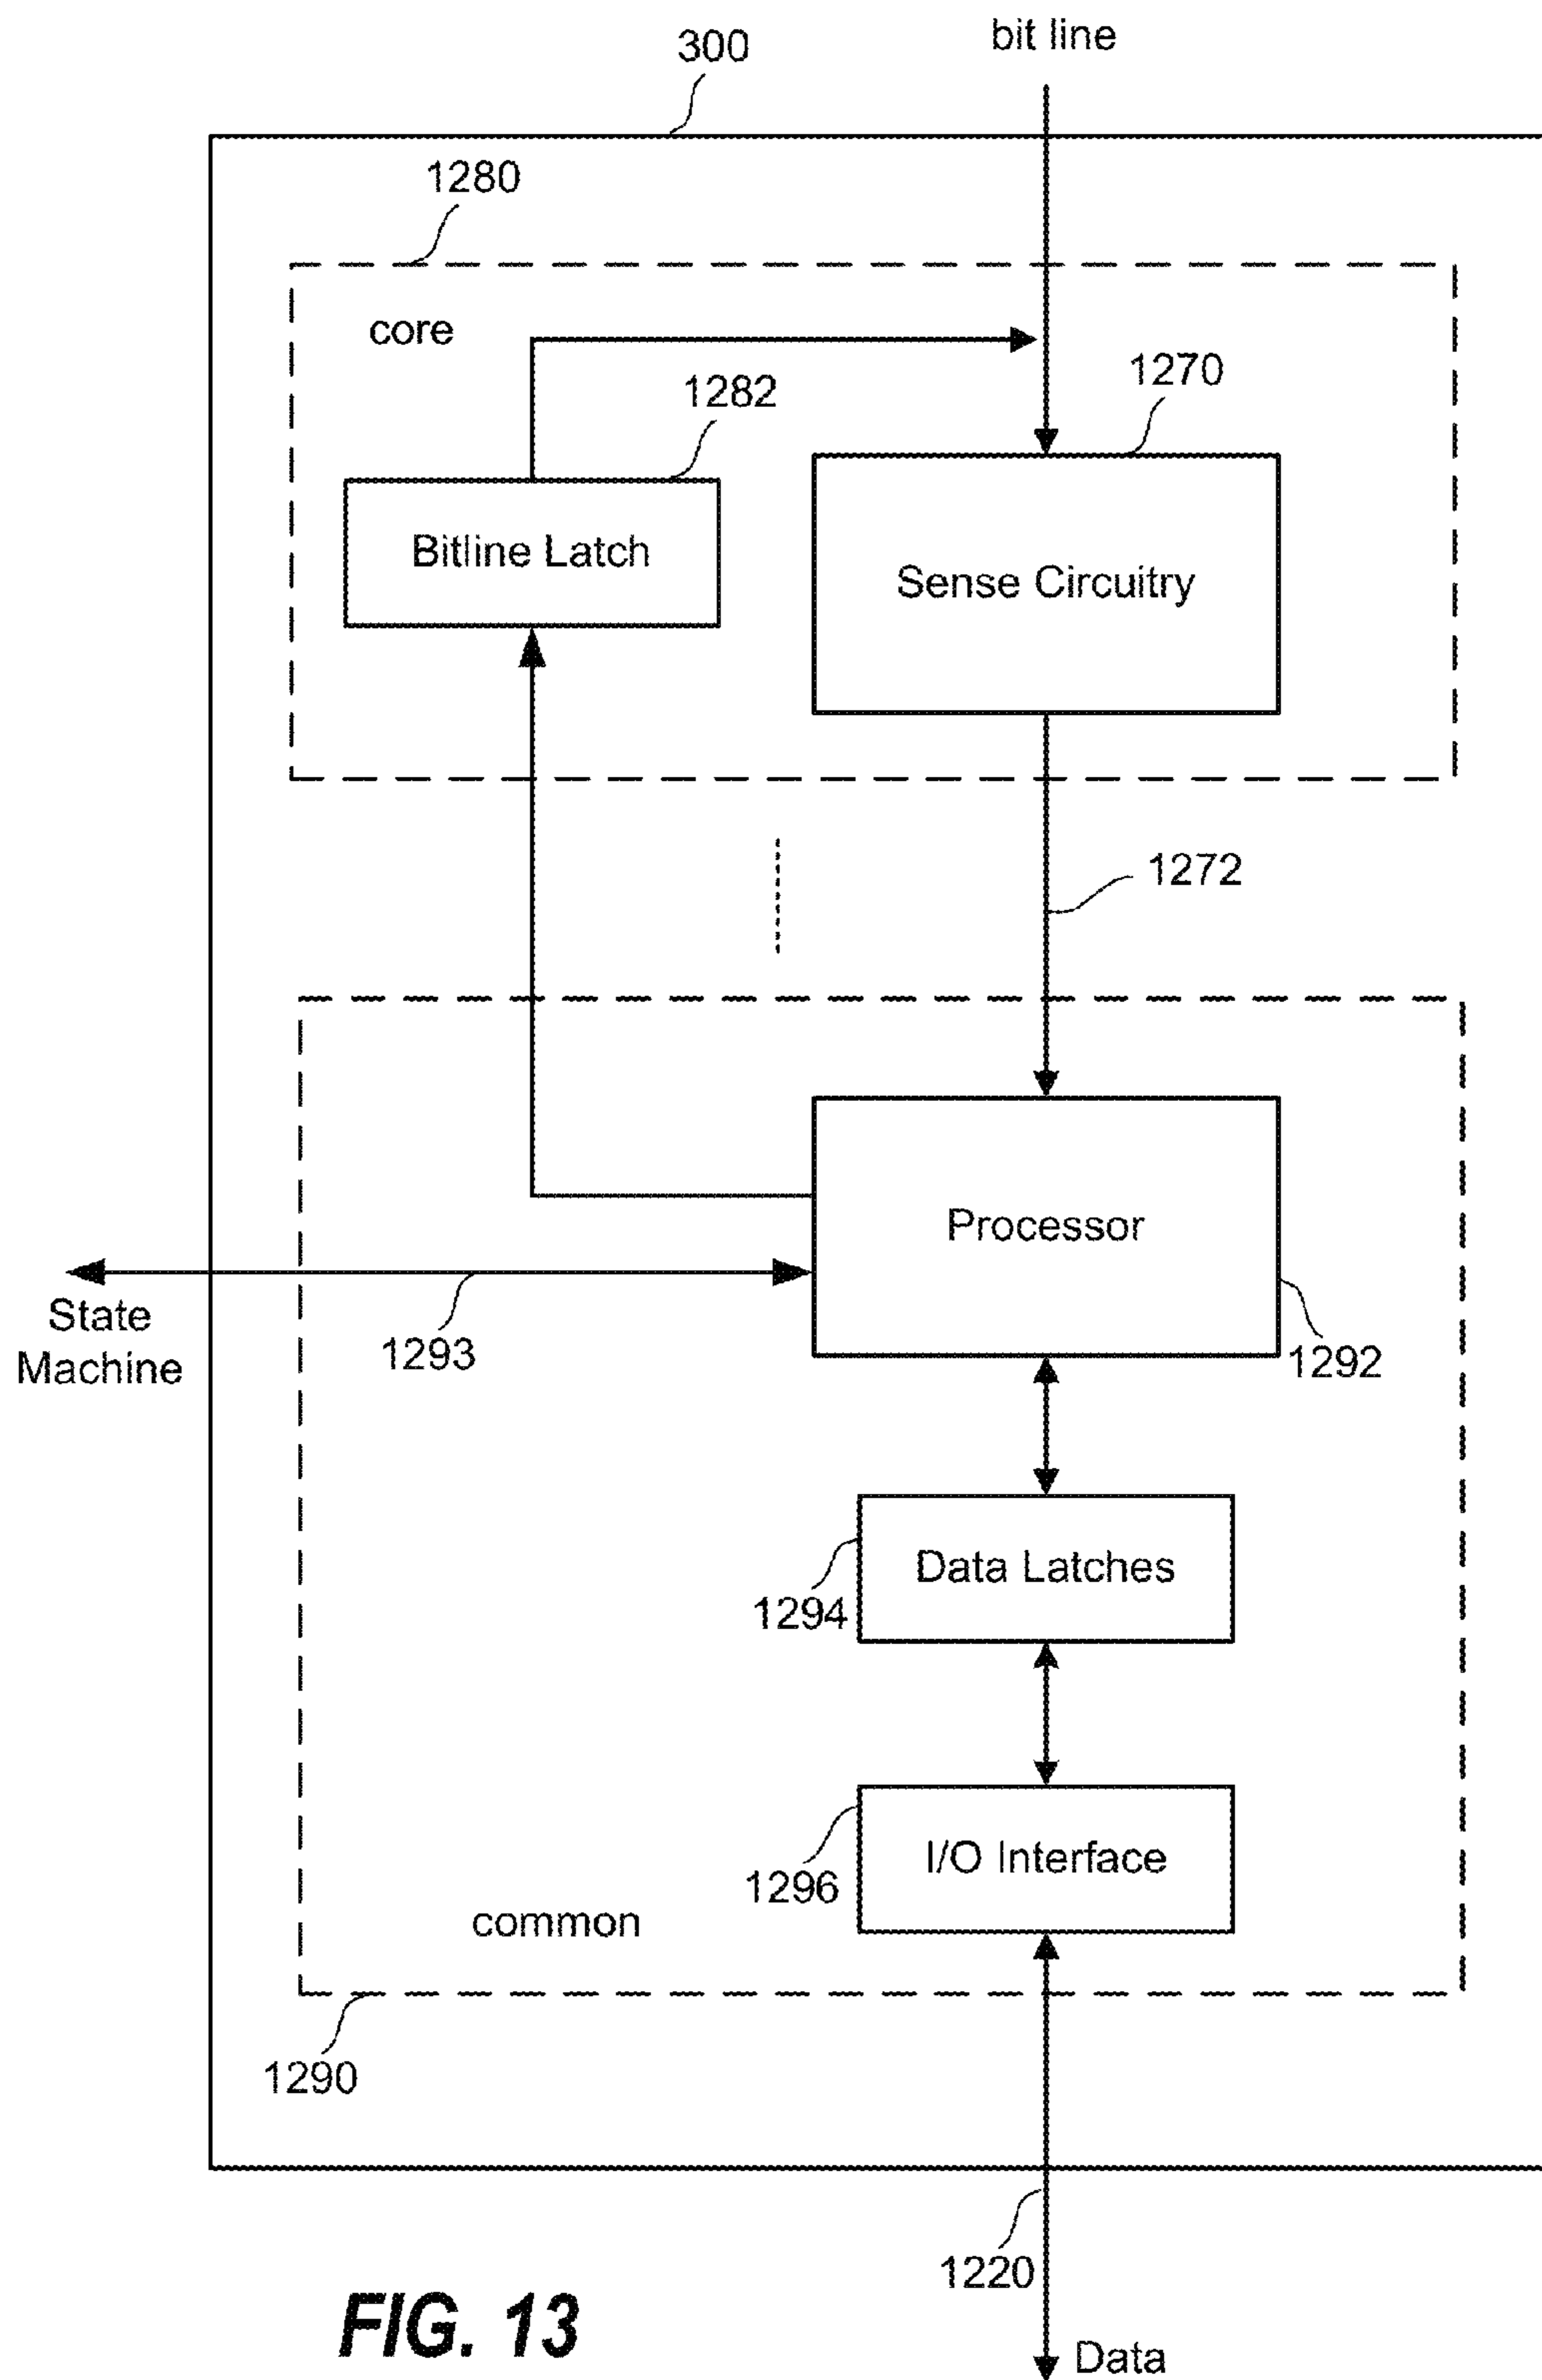 300
bit line
1280
core
1270
1282
Bitline Latch
Sense Circuitry
1272
Processor
State
Machine
1293
1292
Data Latches
1294
I/O Interface
1296
common
1290
1220
FIG. 13
Data